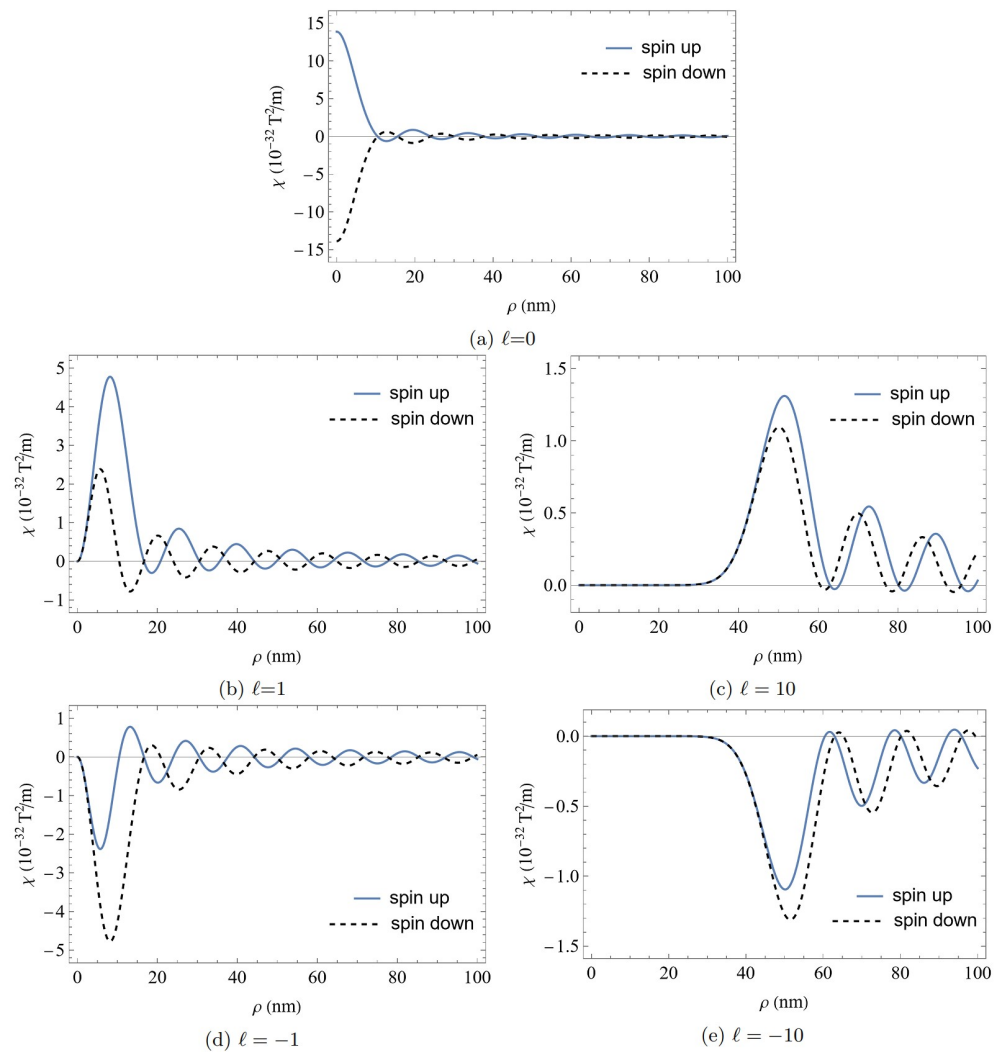 15
10
5
0
−5
−10
−15
χ (10⁻³² T²/m)
spin up
spin down
0 20 40 60 80 100
ρ (nm)
(a) ℓ=0
5
4
3
2
1
0
−1
χ (10⁻³² T²/m)
spin up
spin down
0 20 40 60 80 100
ρ (nm)
(b) ℓ=1
1.5
1.0
0.5
0.0
χ (10⁻³² T²/m)
spin up
spin down
0 20 40 60 80 100
ρ (nm)
(c) ℓ = 10
1
0
−1
−2
−3
−4
−5
χ (10⁻³² T²/m)
spin up
spin down
0 20 40 60 80 100
ρ (nm)
(d) ℓ = −1
0.0
−0.5
−1.0
−1.5
χ (10⁻³² T²/m)
spin up
spin down
0 20 40 60 80 100
ρ (nm)
(e) ℓ = −10